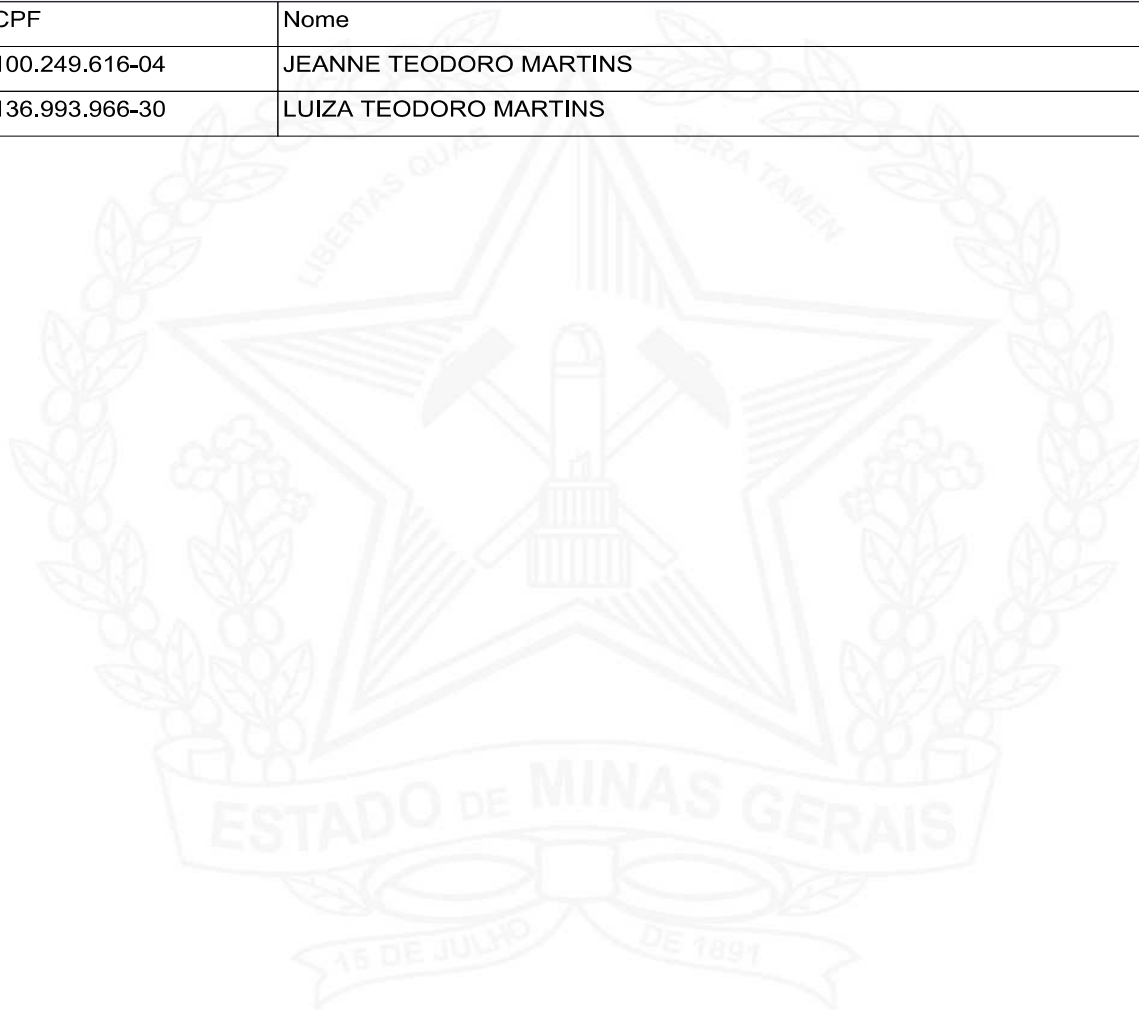 CPF Nome
100.249.616-04 JEANNE TEODORO MARTINS
136.993.966-30 LUIZA TEODORO MARTINS
LIBERTAS QUAE SERA TAMEN
ESTADO DE MINAS GERAIS
15 DE JULHO DE 1891